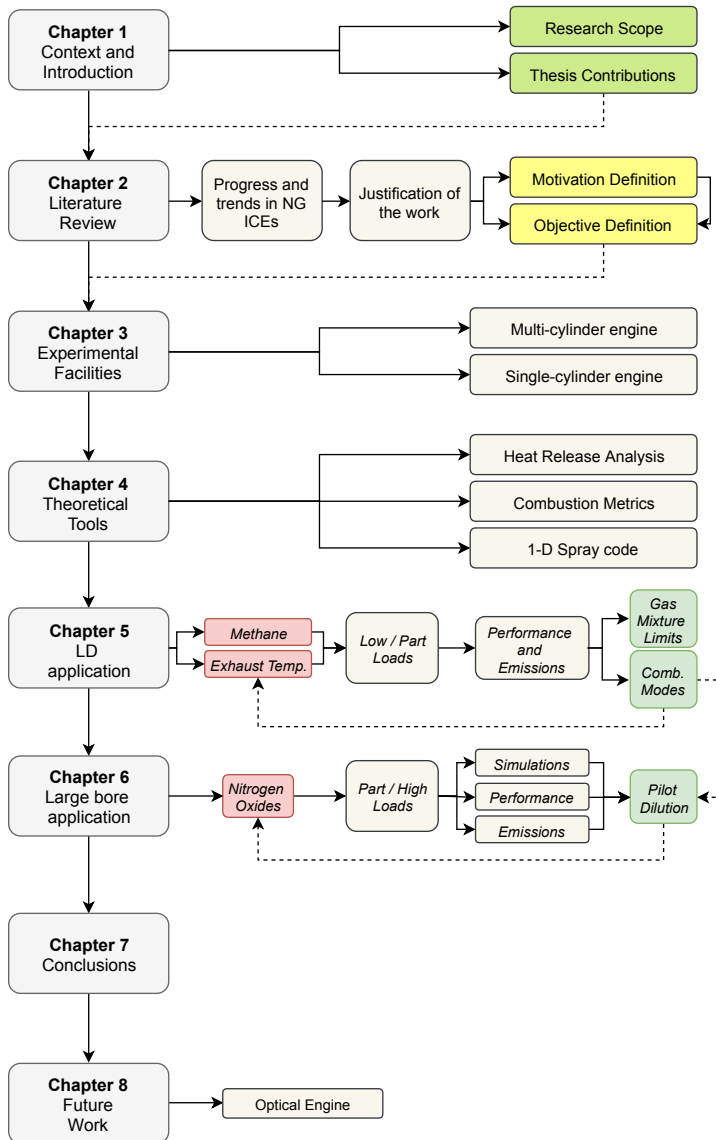 Chapter 1
Context and
Introduction
Research Scope
Thesis Contributions
Chapter 2
Literature
Review
Progress and
trends in NG
ICEs
Justification of
the work
Motivation Definition
Objective Definition
Chapter 3
Experimental
Facilities
Multi-cylinder engine
Single-cylinder engine
Chapter 4
Theoretical
Tools
Heat Release Analysis
Combustion Metrics
1-D Spray code
Chapter 5
LD
application
Methane
Exhaust Temp.
Low / Part
Loads
Performance
and
Emissions
Gas
Mixture
Limits
Comb.
Modes
Chapter 6
Large bore
application
Nitrogen
Oxides
Part / High
Loads
Simulations
Performance
Emissions
Pilot
Dilution
Chapter 7
Conclusions
Chapter 8
Future
Work
Optical Engine